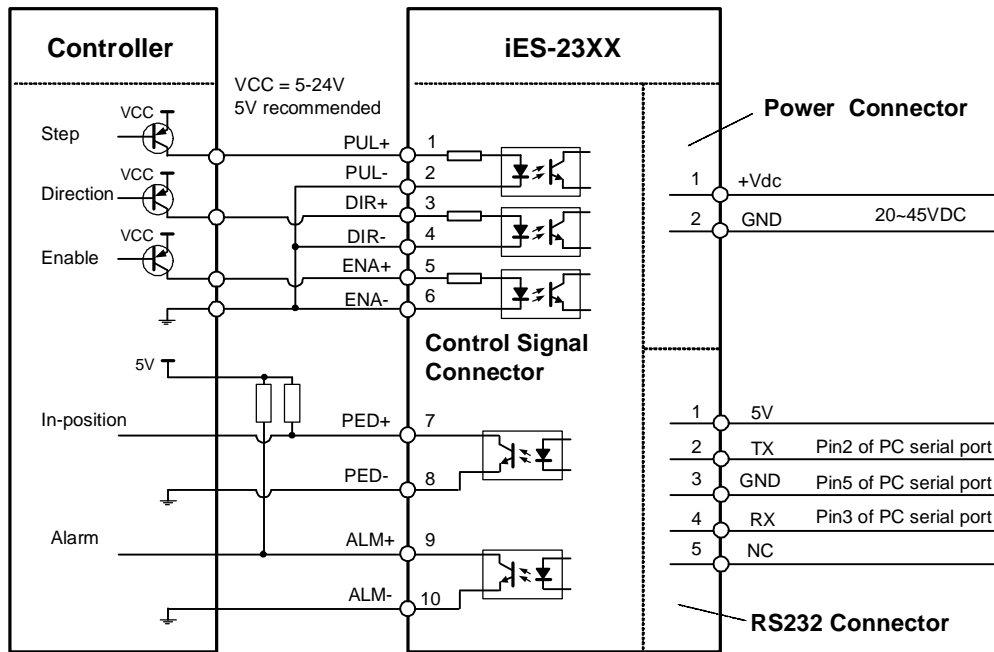 Controller
iES-23XX
VCC = 5-24V
5V recommended
Power Connector
VCC
Step
PUL+
1
PUL-
2
VCC
Direction
DIR+
3
DIR-
4
VCC
Enable
ENA+
5
ENA-
6
1
+Vdc
2
GND
20~45VDC
Control Signal
Connector
5V
In-position
PED+
7
PED-
8
Alarm
ALM+
9
ALM-
10
1
5V
2
TX
Pin2 of PC serial port
3
GND
Pin5 of PC serial port
4
RX
Pin3 of PC serial port
5
NC
RS232 Connector